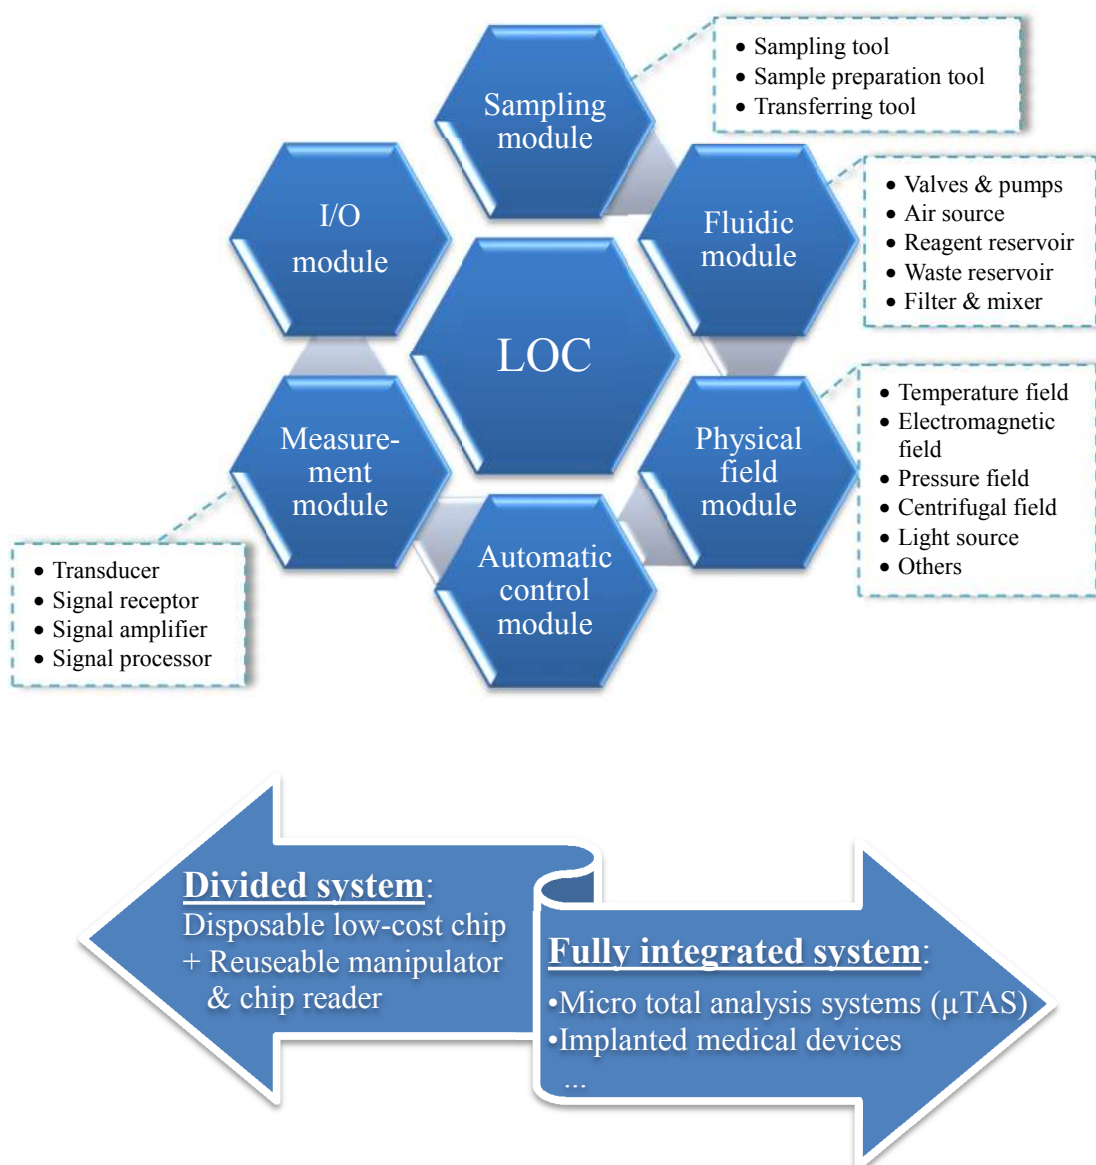 Sampling
module
• Sampling tool
• Sample preparation tool
• Transferring tool
I/O
module
Fluidic
module
• Valves & pumps
• Air source
• Reagent reservoir
• Waste reservoir
• Filter & mixer
LOC
Measure-
ment
module
Physical
field
module
• Temperature field
• Electromagnetic
field
• Pressure field
• Centrifugal field
• Light source
• Others
Automatic
control
module
• Transducer
• Signal receptor
• Signal amplifier
• Signal processor
Divided system:
Disposable low-cost chip
+ Reuseable manipulator
& chip reader
Fully integrated system:
•Micro total analysis systems (μTAS)
•Implanted medical devices
...